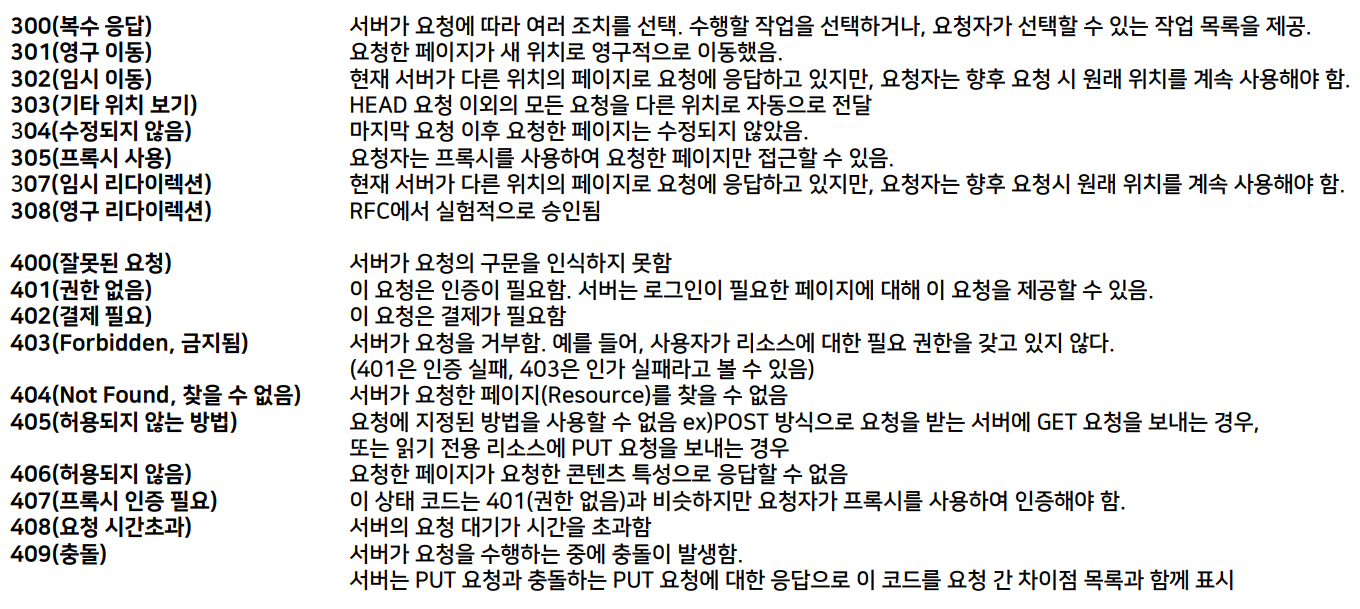 300(복수 응답) 서버가 요청에 따라 여러 조치를 선택. 수행할 작업을 선택하거나, 요청자가 선택할 수 있는 작업 목록을 제공.
301(영구 이동) 요청한 페이지가 새 위치로 영구적으로 이동했음.
302(임시 이동) 현재 서버가 다른 위치의 페이지로 요청에 응답하고 있지만, 요청자는 향후 요청 시 원래 위치를 계속 사용해야 함.
303(기타 위치 보기) HEAD 요청 이외의 모든 요청을 다른 위치로 자동으로 전달
304(수정되지 않음) 마지막 요청 이후 요청한 페이지는 수정되지 않았음.
305(프록시 사용) 요청자는 프록시를 사용하여 요청한 페이지만 접근할 수 있음.
307(임시 리다이렉션) 현재 서버가 다른 위치의 페이지로 요청에 응답하고 있지만, 요청자는 향후 요청시 원래 위치를 계속 사용해야 함.
308(영구 리다이렉션) RFC에서 실험적으로 승인됨
400(잘못된 요청) 서버가 요청의 구문을 인식하지 못함
401(권한 없음) 이 요청은 인증이 필요함. 서버는 로그인이 필요한 페이지에 대해 이 요청을 제공할 수 있음.
402(결제 필요) 이 요청은 결제가 필요함
403(Forbidden, 금지됨) 서버가 요청을 거부함. 예를 들어, 사용자가 리소스에 대한 필요 권한을 갖고 있지 않다.
(401은 인증 실패, 403은 인가 실패라고 볼 수 있음)
404(Not Found, 찾을 수 없음) 서버가 요청한 페이지(Resource)를 찾을 수 없음
405(허용되지 않는 방법) 요청에 지정된 방법을 사용할 수 없음 ex)POST 방식으로 요청을 받는 서버에 GET 요청을 보내는 경우,
또는 읽기 전용 리소스에 PUT 요청을 보내는 경우
406(허용되지 않음) 요청한 페이지가 요청한 콘텐츠 특성으로 응답할 수 없음
407(프록시 인증 필요) 이 상태 코드는 401(권한 없음)과 비슷하지만 요청자가 프록시를 사용하여 인증해야 함.
408(요청 시간초과) 서버의 요청 대기가 시간을 초과함
409(충돌) 서버가 요청을 수행하는 중에 충돌이 발생함.
서버는 PUT 요청과 충돌하는 PUT 요청에 대한 응답으로 이 코드를 요청 간 차이점 목록과 함께 표시